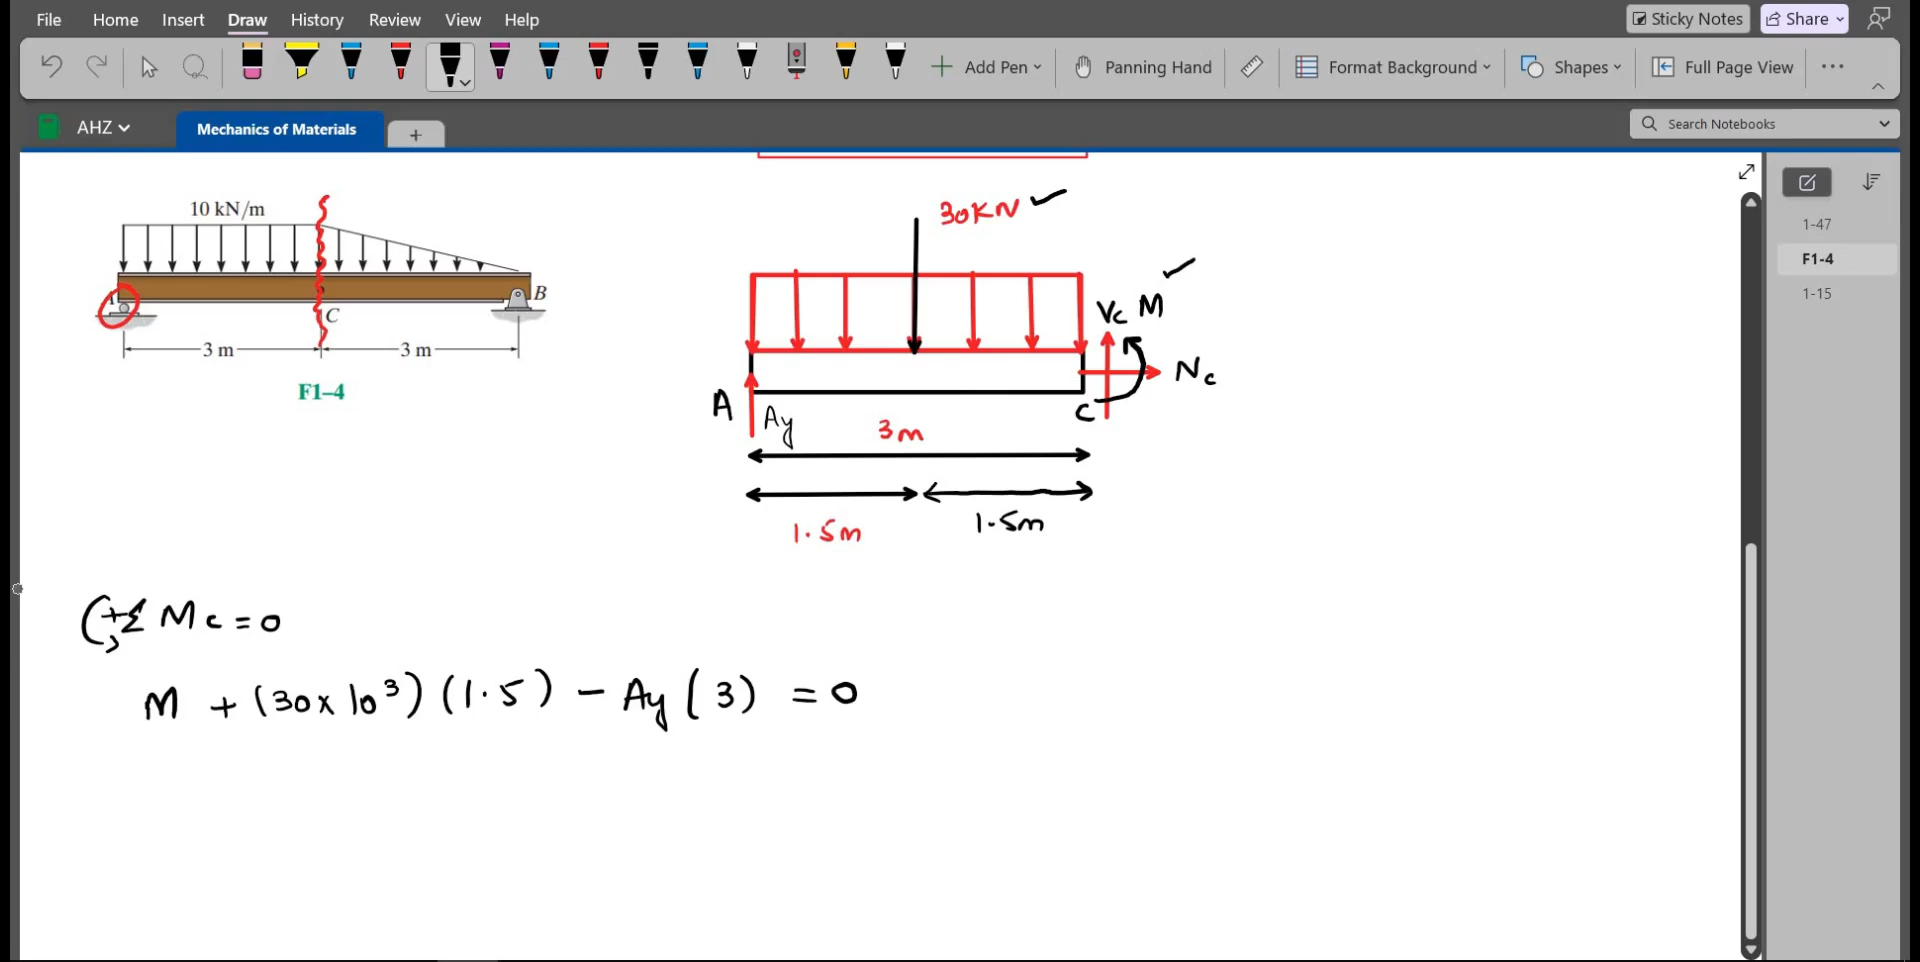 File Home Insert Draw History Review View Help
Sticky Notes Share
Add Pen Panning Hand Format Background Shapes Full Page View
AHZ Mechanics of Materials + Search Notebooks
1-47
F1-4
1-15
10 kN/m
A B
C
3 m 3 m
F1–4
30KN ✓
Vc M ✓
Nc
A Ay C
3m
1.5m 1.5m
(+Σ Mc = 0
M + (30 x 10³) (1.5) - Ay (3) = 0